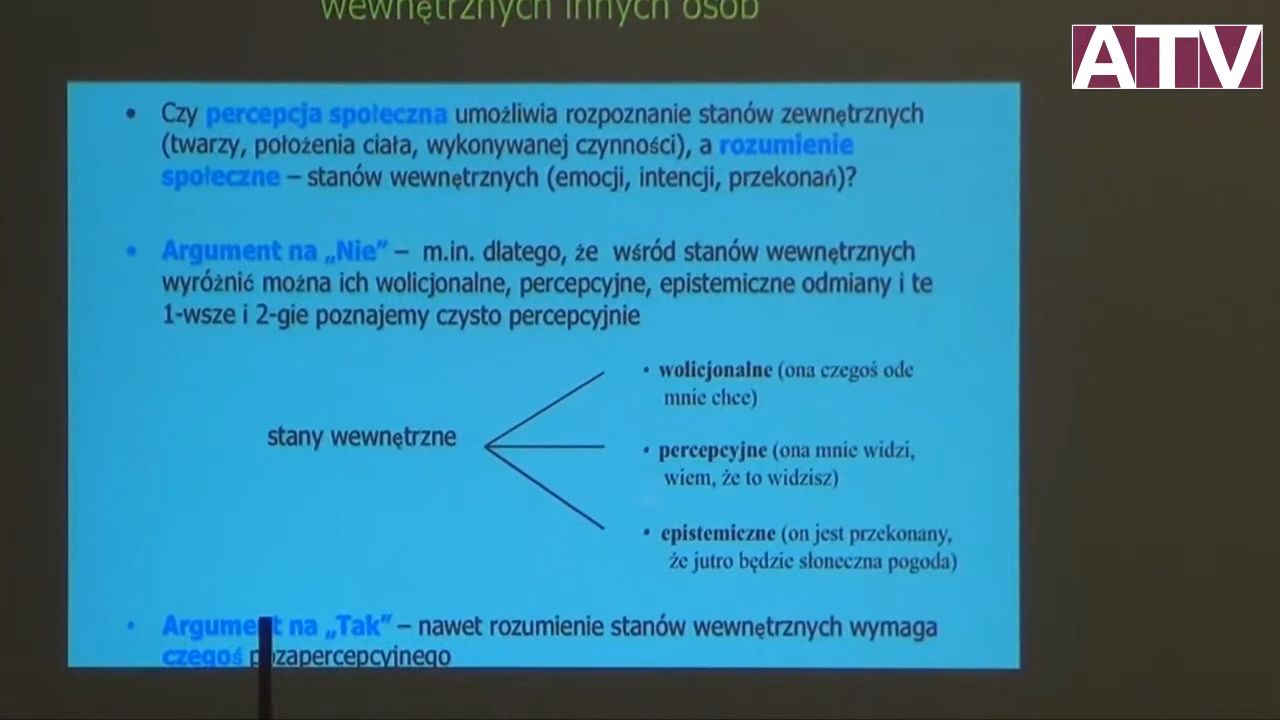 wewnętrznych innych osób
ATV
• Czy percepcja społeczna umożliwia rozpoznanie stanów zewnętrznych
(twarzy, położenia ciała, wykonywanej czynności), a rozumienie
społeczne – stanów wewnętrznych (emocji, intencji, przekonań)?
• Argument na „Nie” – m.in. dlatego, że wśród stanów wewnętrznych
wyróżnić można ich wolicjonalne, percepcyjne, epistemiczne odmiany i te
1-wsze i 2-gie poznajemy czysto percepcyjnie
stany wewnętrzne
• wolicjonalne (ona czegoś ode
mnie chce)
• percepcyjne (ona mnie widzi,
wiem, że to widzisz)
• epistemiczne (on jest przekonany,
że jutro będzie słoneczna pogoda)
• Argument na „Tak” – nawet rozumienie stanów wewnętrznych wymaga
czegoś pozapercepcyjnego